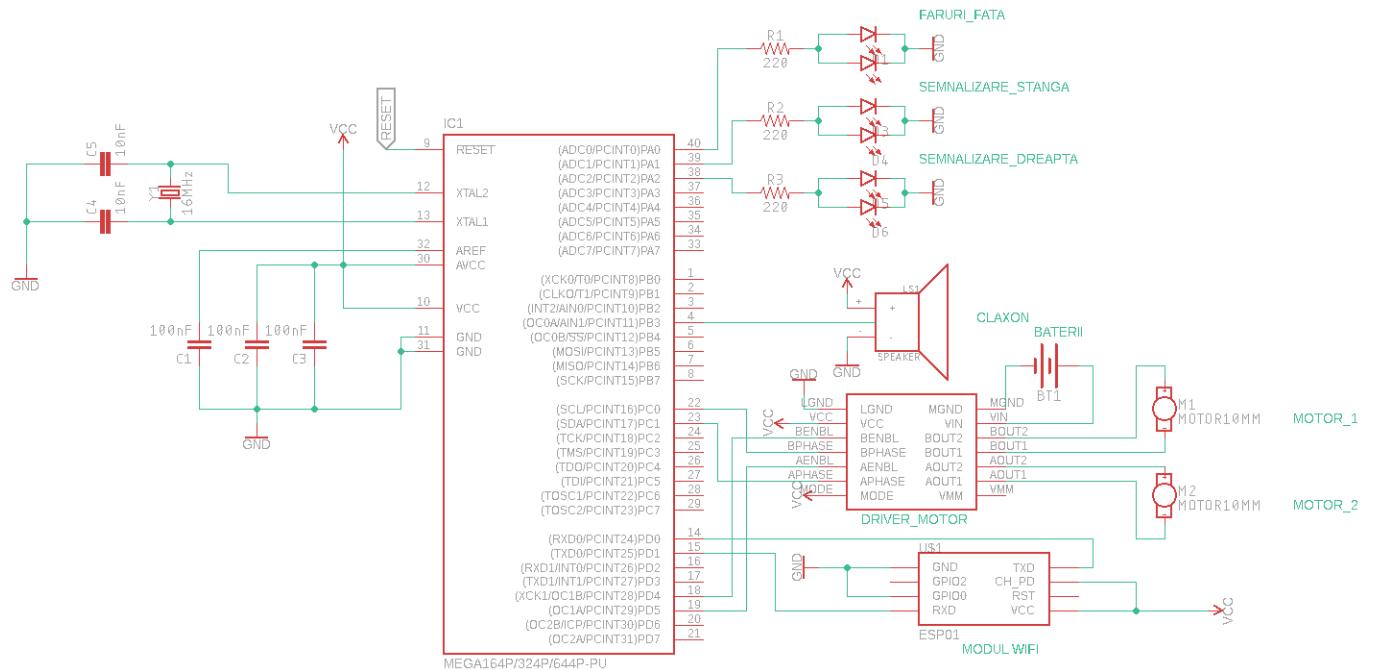 FARURI_FATA
R1
220
D1
GND
SEMNALIZARE_STANGA
R2
220
D3
D4
GND
SEMNALIZARE_DREAPTA
R3
220
D5
D6
GND
RESET
VCC
IC1
C5
10nF
C4
10nF
Y1
16MHz
GND
9 RESET
12 XTAL2
13 XTAL1
32 AREF
30 AVCC
10 VCC
11 GND
31 GND
100nF 100nF 100nF
C1 C2 C3
GND
(ADC0/PCINT0)PA0 40
(ADC1/PCINT1)PA1 39
(ADC2/PCINT2)PA2 38
(ADC3/PCINT3)PA3 37
(ADC4/PCINT4)PA4 36
(ADC5/PCINT5)PA5 35
(ADC6/PCINT6)PA6 34
(ADC7/PCINT7)PA7 33
(XCK0/T0/PCINT8)PB0 1
(CLKO/T1/PCINT9)PB1 2
(INT2/AIN0/PCINT10)PB2 3
(OC0A/AIN1/PCINT11)PB3 4
(OC0B/SS/PCINT12)PB4 5
(MOSI/PCINT13)PB5 6
(MISO/PCINT14)PB6 7
(SCK/PCINT15)PB7 8
(SCL/PCINT16)PC0 22
(SDA/PCINT17)PC1 23
(TCK/PCINT18)PC2 24
(TMS/PCINT19)PC3 25
(TDO/PCINT20)PC4 26
(TDI/PCINT21)PC5 27
(TOSC1/PCINT22)PC6 28
(TOSC2/PCINT23)PC7 29
(RXD0/PCINT24)PD0 14
(TXD0/PCINT25)PD1 15
(RXD1/INT0/PCINT26)PD2 16
(TXD1/INT1/PCINT27)PD3 17
(XCK1/OC1B/PCINT28)PD4 18
(OC1A/PCINT29)PD5 19
(OC2B/ICP/PCINT30)PD6 20
(OC2A/PCINT31)PD7 21
MEGA164P/324P/644P-PU
VCC
LS1
+ +
- -
SPEAKER
GND
CLAXON
BATERII
BT1
GND
VCC
VCC
LGND LGND MGND MGND
VCC VCC VIN VIN
BENBL BENBL BOUT2 BOUT2
BPHASE BPHASE BOUT1 BOUT1
AENBL AENBL AOUT2 AOUT2
APHASE APHASE AOUT1 AOUT1
MODE MODE VMM VMM
DRIVER_MOTOR
+
M1
MOTOR10MM
-
MOTOR_1
+
M2
MOTOR10MM
-
MOTOR_2
U$1
GND
GND TXD
GPIO2 CH_PD
GPIO0 RST
RXD VCC
VCC
ESP01
MODUL WIFI